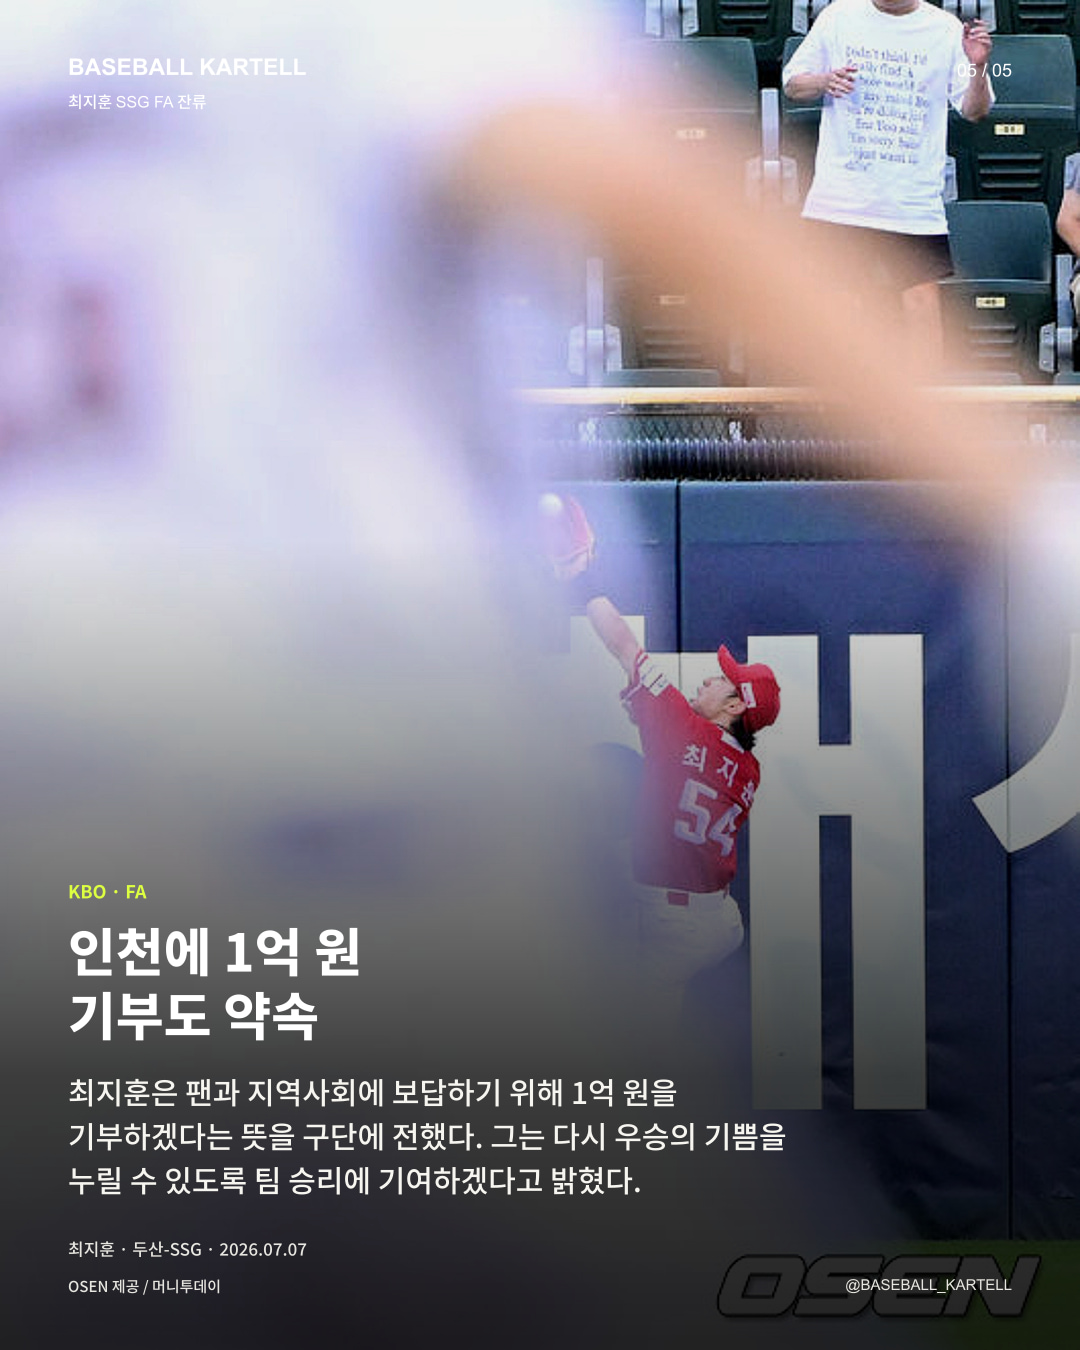 BASEBALL KARTELL
최지훈 SSG FA 잔류
05 / 05
최지훈
54
KBO · FA
인천에 1억 원
기부도 약속
최지훈은 팬과 지역사회에 보답하기 위해 1억 원을
기부하겠다는 뜻을 구단에 전했다. 그는 다시 우승의 기쁨을
누릴 수 있도록 팀 승리에 기여하겠다고 밝혔다.
최지훈 · 두산-SSG · 2026.07.07
OSEN 제공 / 머니투데이
OSEN
@BASEBALL_KARTELL